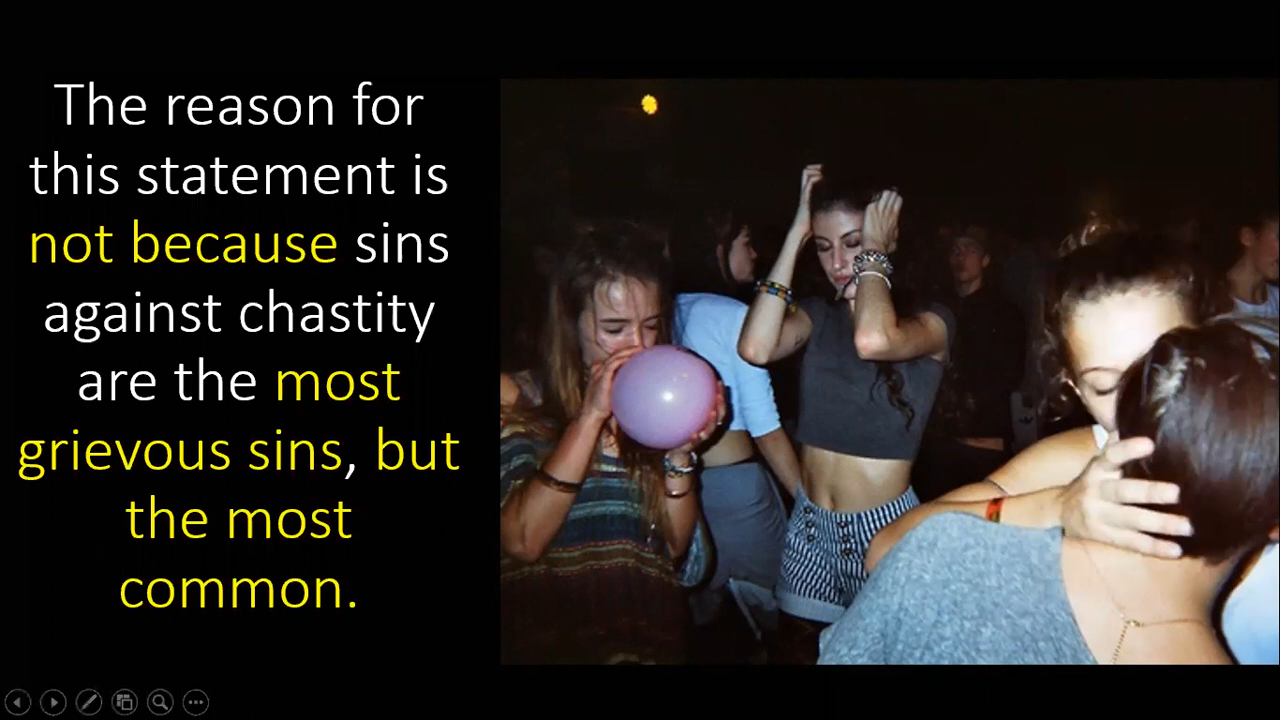 The reason for
this statement is
not because sins
against chastity
are the most
grievous sins, but
the most
common.